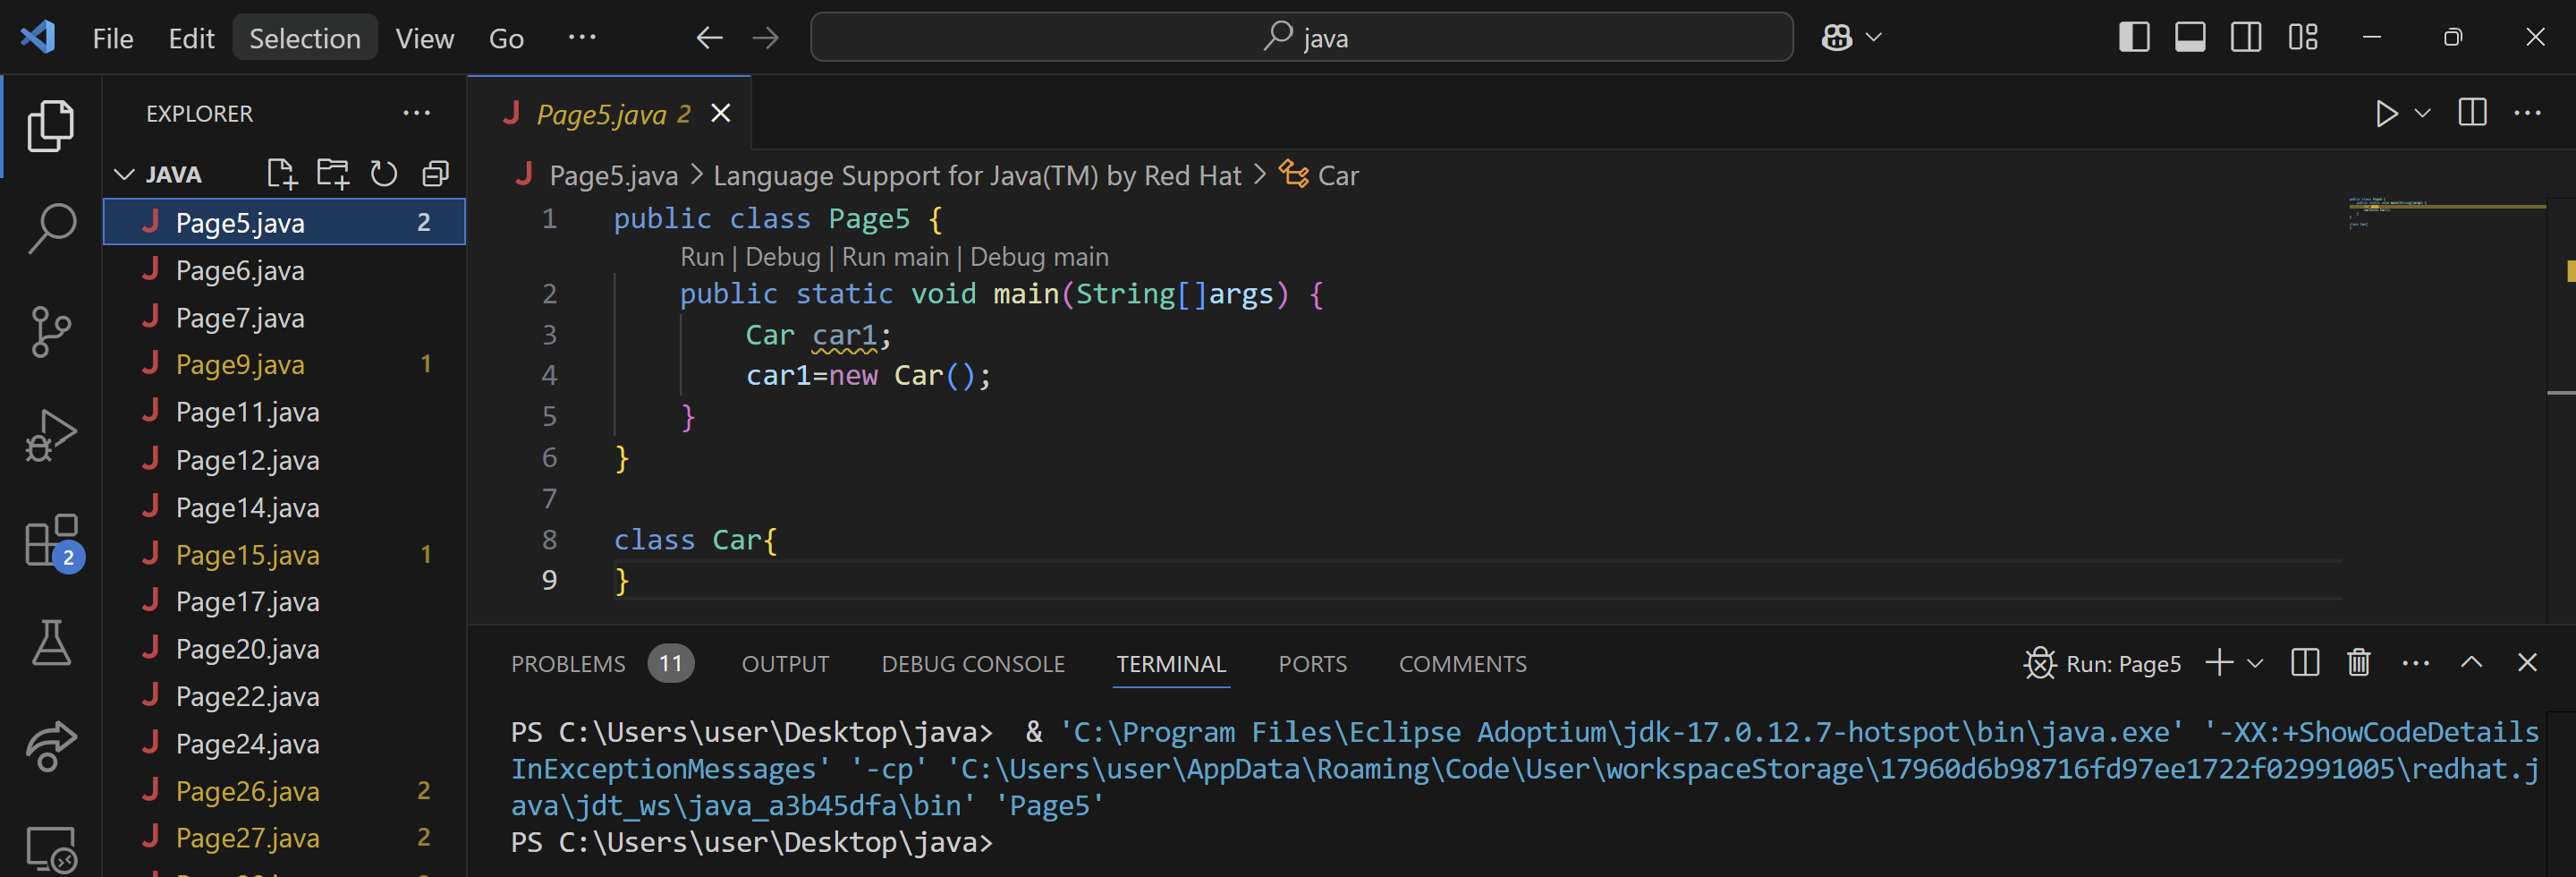 File Edit Selection View Go ··· java
EXPLORER ···
JAVA
Page5.java 2
Page6.java
Page7.java
Page9.java 1
Page11.java
Page12.java
Page14.java
Page15.java 1
Page17.java
Page20.java
Page22.java
Page24.java
Page26.java 2
Page27.java 2
2
J Page5.java 2
J Page5.java > Language Support for Java(TM) by Red Hat > Car
1 public class Page5 {
Run | Debug | Run main | Debug main
2 public static void main(String[]args) {
3 Car car1;
4 car1=new Car();
5 }
6 }
7
8 class Car{
9 }
PROBLEMS 11 OUTPUT DEBUG CONSOLE TERMINAL PORTS COMMENTS Run: Page5
PS C:\Users\user\Desktop\java>  & 'C:\Program Files\Eclipse Adoptium\jdk-17.0.12.7-hotspot\bin\java.exe' '-XX:+ShowCodeDetails
InExceptionMessages' '-cp' 'C:\Users\user\AppData\Roaming\Code\User\workspaceStorage\17960d6b98716fd97ee1722f02991005\redhat.j
ava\jdt_ws\java_a3b45dfa\bin' 'Page5'
PS C:\Users\user\Desktop\java>